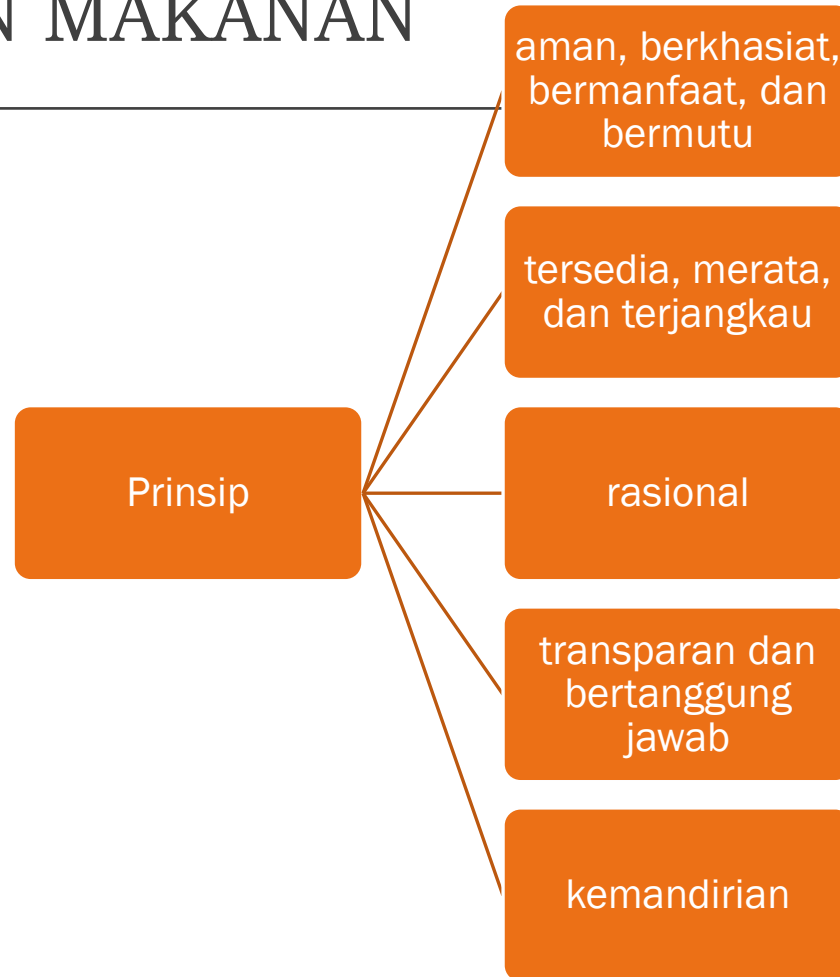 MAKANAN
aman, berkhasiat,
bermanfaat, dan
bermutu
tersedia, merata,
dan terjangkau
Prinsip
rasional
transparan dan
bertanggung
jawab
kemandirian